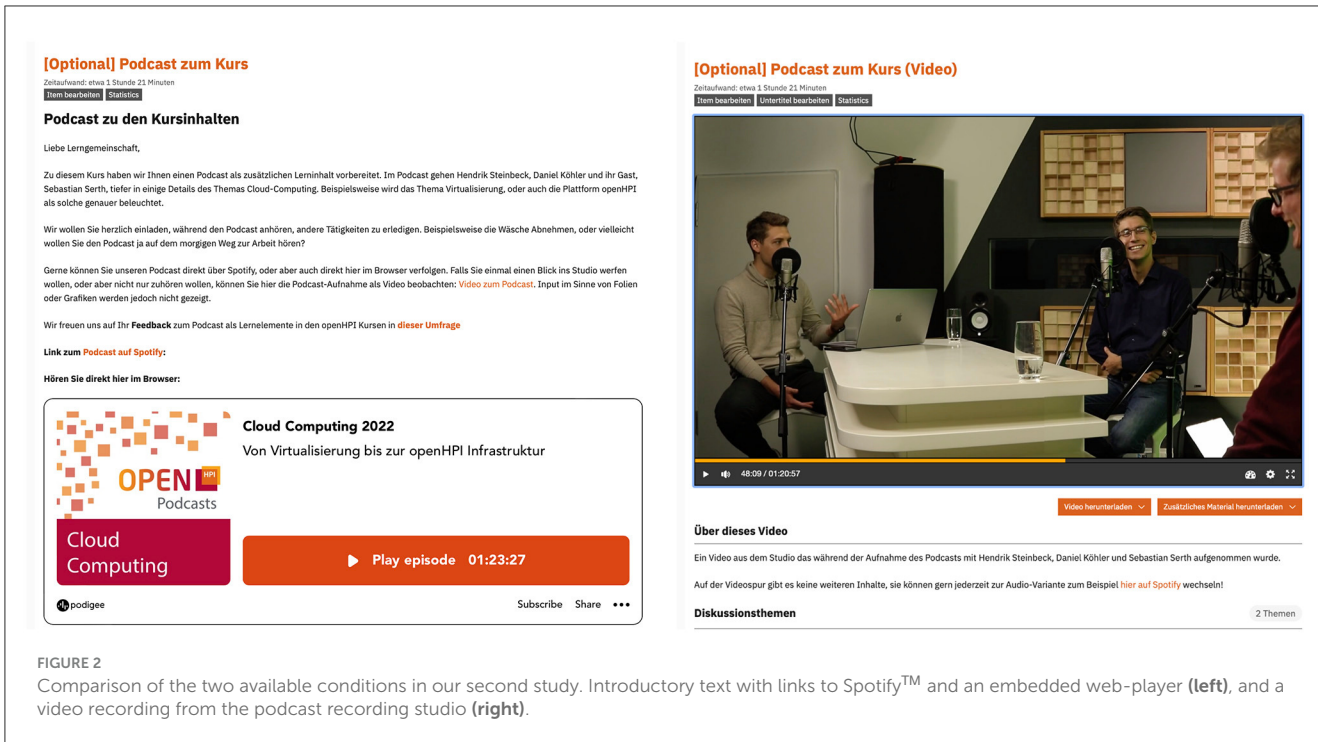 [Optional] Podcast zum Kurs
Zeitaufwand: etwa 1 Stunde 21 Minuten
Item bearbeiten Statistics
Podcast zu den Kursinhalten
Liebe Lerngemeinschaft,
Zu diesem Kurs haben wir Ihnen einen Podcast als zusätzlichen Lerninhalt vorbereitet. Im Podcast gehen Hendrik Steinbeck, Daniel Köhler und ihr Gast,
Sebastian Serth, tiefer in einige Details des Themas Cloud-Computing. Beispielsweise wird das Thema Virtualisierung, oder auch die Plattform openHPI
als solche genauer beleuchtet.
Wir wollen Sie herzlich einladen, während den Podcast anhören, andere Tätigkeiten zu erledigen. Beispielsweise die Wäsche Abnehmen, oder vielleicht
wollen Sie den Podcast ja auf dem morgigen Weg zur Arbeit hören?
Gerne können Sie unseren Podcast direkt über Spotify, oder aber auch direkt hier im Browser verfolgen. Falls Sie einmal einen Blick ins Studio werfen
wollen, oder aber nicht nur zuhören wollen, können Sie hier die Podcast-Aufnahme als Video beobachten: Video zum Podcast. Input im Sinne von Folien
oder Grafiken werden jedoch nicht gezeigt.
Wir freuen uns auf Ihr Feedback zum Podcast als Lernelemente in den openHPI Kursen in dieser Umfrage
Link zum Podcast auf Spotify:
Hören Sie direkt hier im Browser:
OPEN HPI
Podcasts
Cloud
Computing
Cloud Computing 2022
Von Virtualisierung bis zur openHPI Infrastruktur
Play episode 01:23:27
podigee
Subscribe Share •••
[Optional] Podcast zum Kurs (Video)
Zeitaufwand: etwa 1 Stunde 21 Minuten
Item bearbeiten Untertitel bearbeiten Statistics
48:09 / 01:20:57
Video herunterladen Zusätzliches Material herunterladen
Über dieses Video
Ein Video aus dem Studio das während der Aufnahme des Podcasts mit Hendrik Steinbeck, Daniel Köhler und Sebastian Serth aufgenommen wurde.
Auf der Videospur gibt es keine weiteren Inhalte, sie können gern jederzeit zur Audio-Variante zum Beispiel hier auf Spotify wechseln!
Diskussionsthemen 2 Themen
FIGURE 2
Comparison of the two available conditions in our second study. Introductory text with links to Spotify™ and an embedded web-player (left), and a
video recording from the podcast recording studio (right).